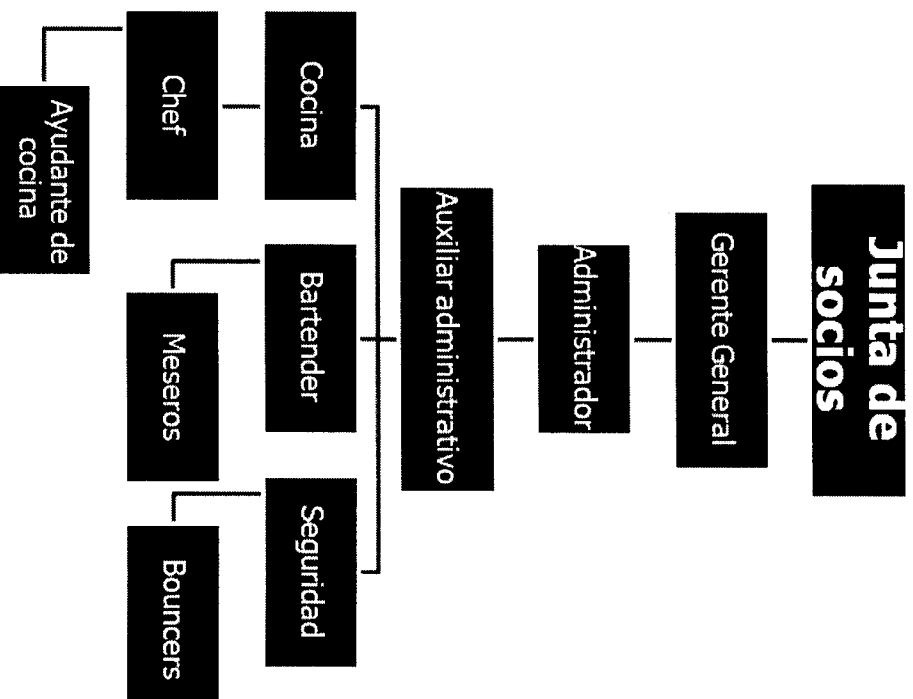 Junta de
socios
Gerente General
Administrador
Auxiliar administrativo
Cocina
Bartender
Seguridad
Chef
Meseros
Bouncers
Ayudante de
cocina